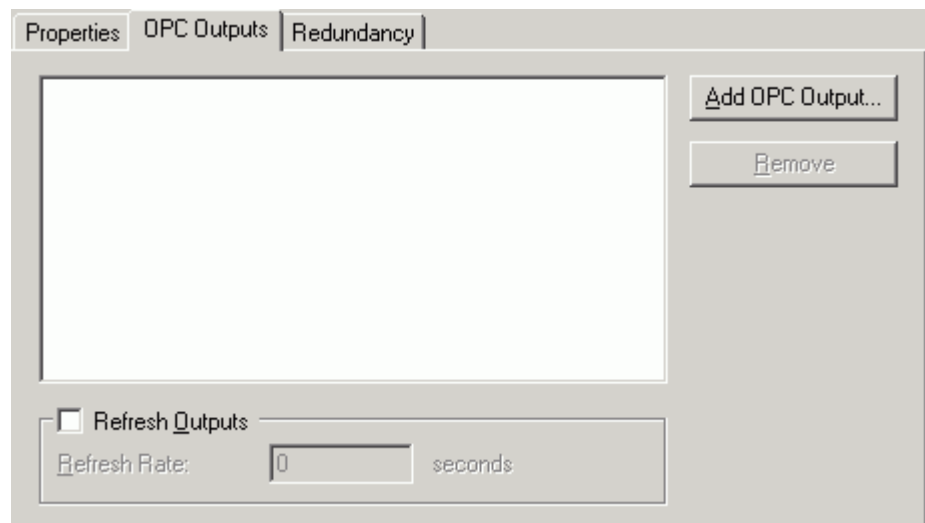 Properties OPC Outputs Redundancy
Add OPC Output...
Remove
Refresh Outputs
Refresh Rate: 0 seconds